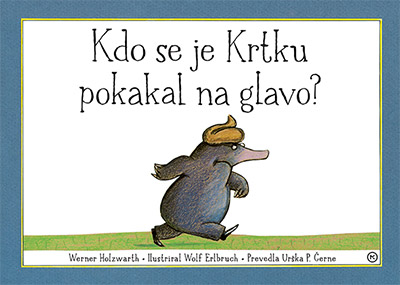 Kdo se je Krtku
pokakal na glavo?
Werner Holzwarth • Ilustriral Wolf Erlbruch • Prevedla Urška P. Černe